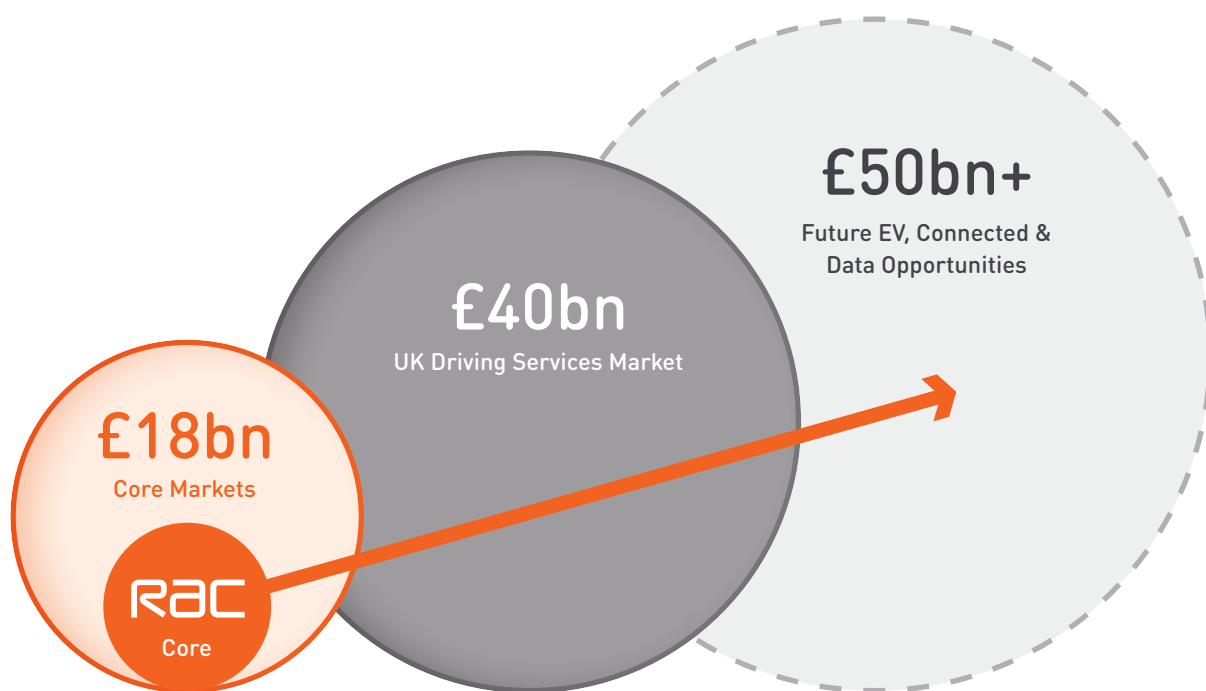 £50bn+
Future EV, Connected &
Data Opportunities
£40bn
UK Driving Services Market
£18bn
Core Markets
RAC
Core